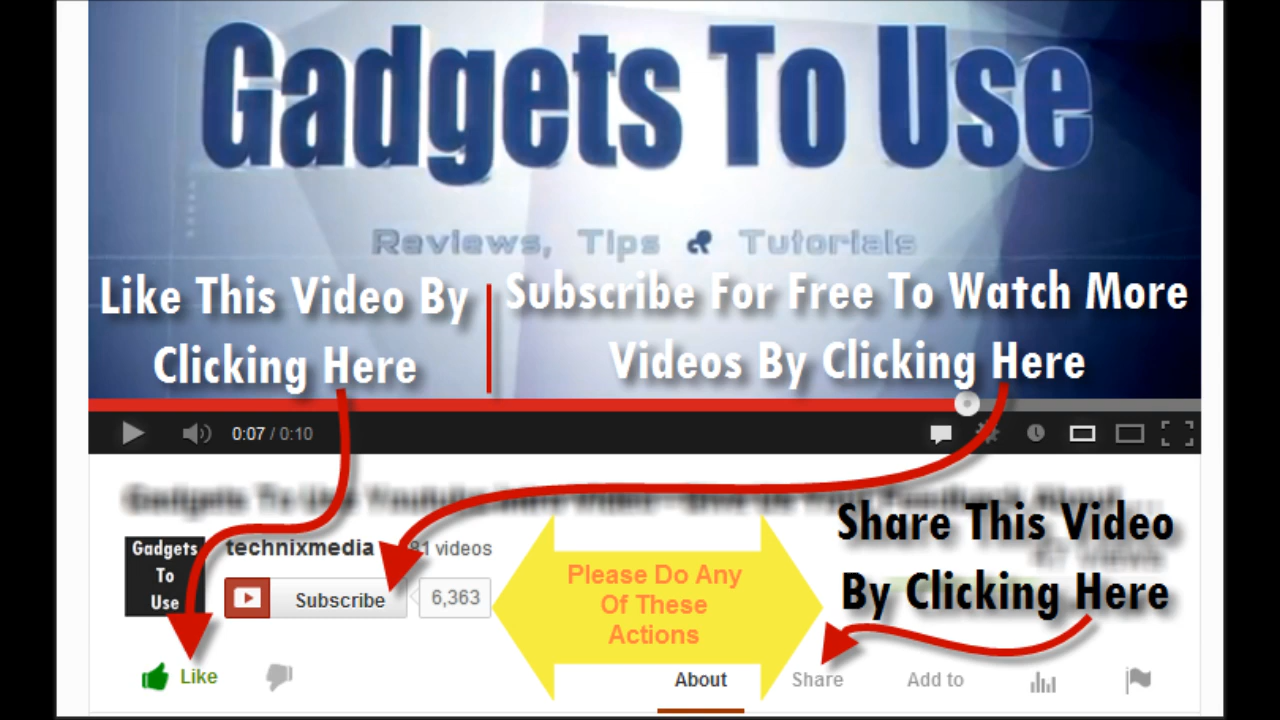 Gadgets To Use
Reviews, Tips & Tutorials
Like This Video By
Clicking Here
Subscribe For Free To Watch More
Videos By Clicking Here
0:07 / 0:10
Share This Video
By Clicking Here
Gadgets
To
Use
technixmedia
81 videos
Subscribe
6,363
Please Do Any
Of These
Actions
Like
About
Share
Add to